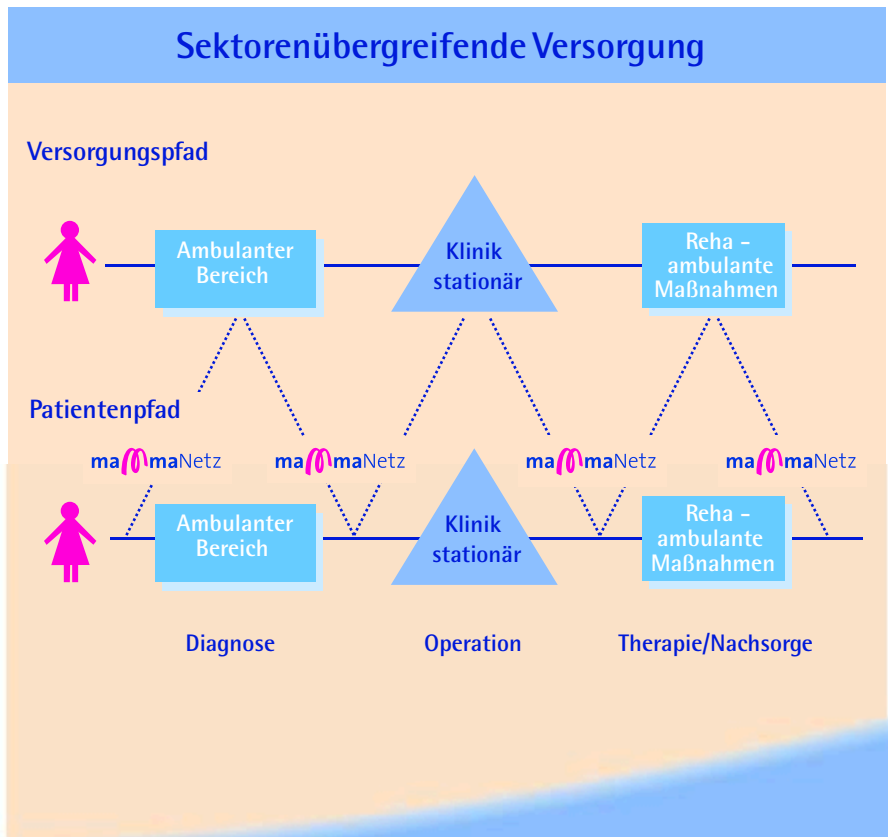 Sektorenübergreifende Versorgung
Versorgungspfad
Ambulanter
Bereich
Klinik
stationär
Reha -
ambulante
Maßnahmen
Patientenpfad
mammaNetz
mammaNetz
mammaNetz
mammaNetz
Ambulanter
Bereich
Klinik
stationär
Reha -
ambulante
Maßnahmen
Diagnose
Operation
Therapie/Nachsorge